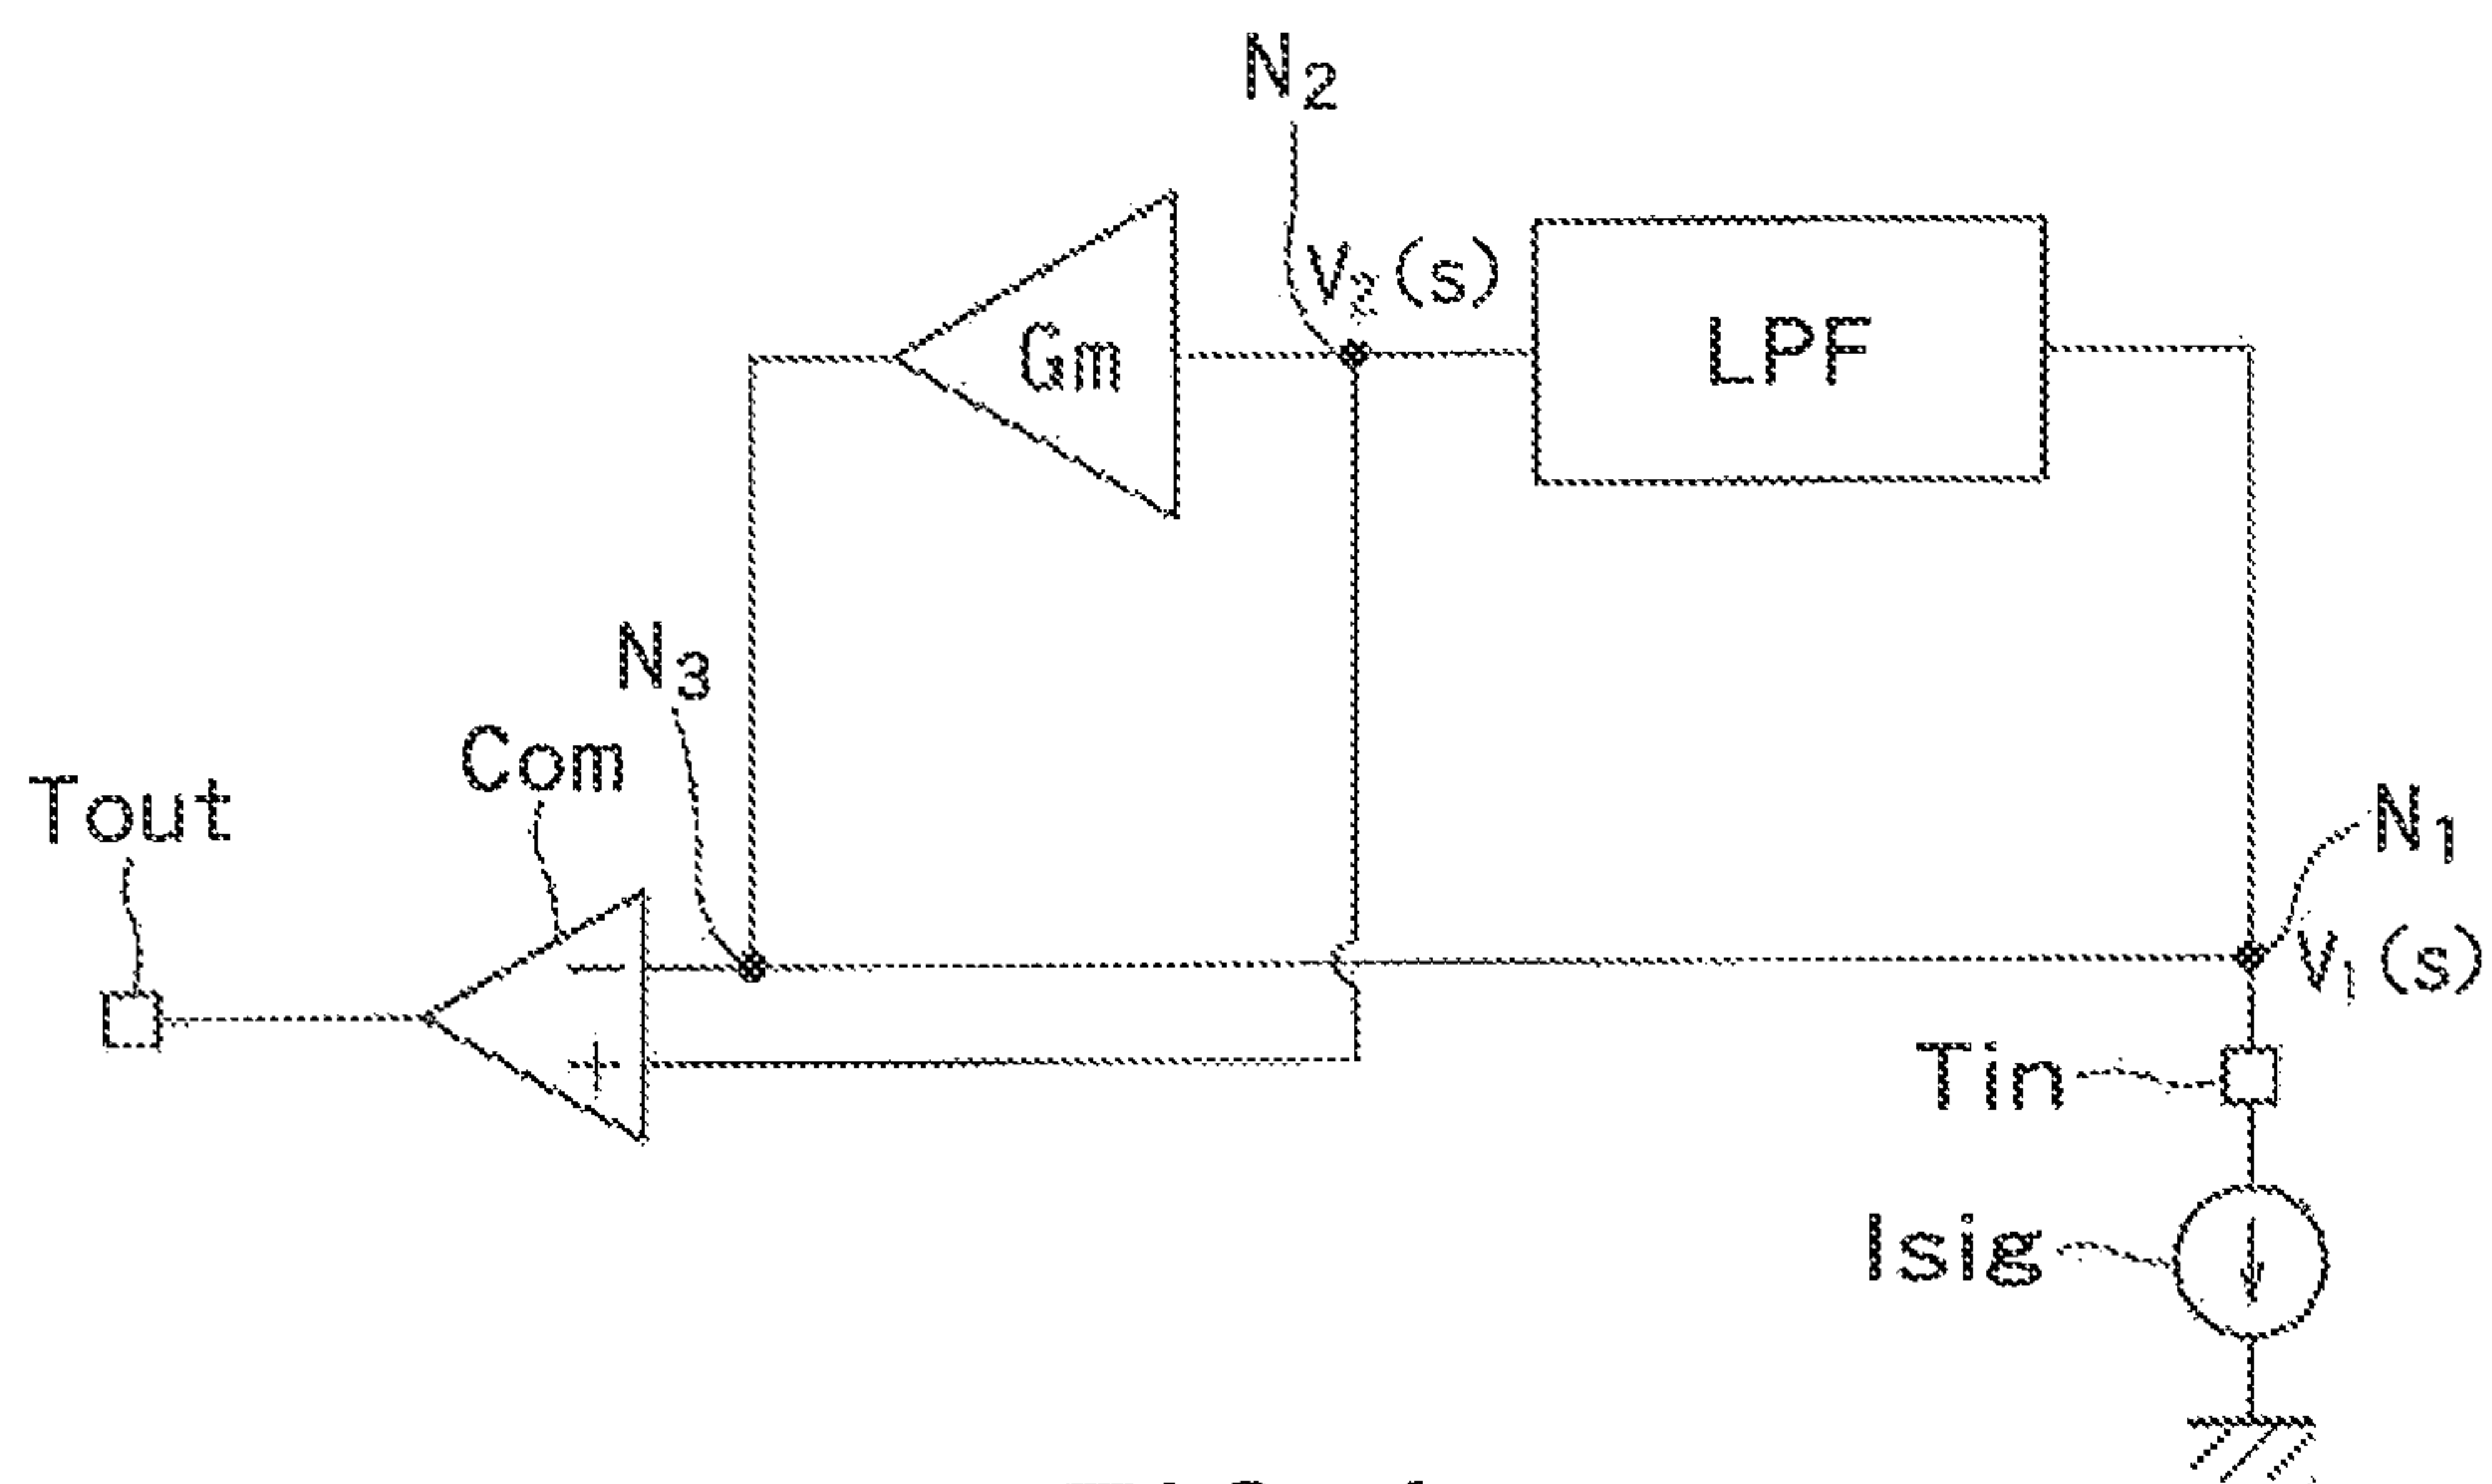 N2
V2(s)
LPF
Gm
N3
Com
Tout
N1
V1(s)
−
+
Tin
Isig